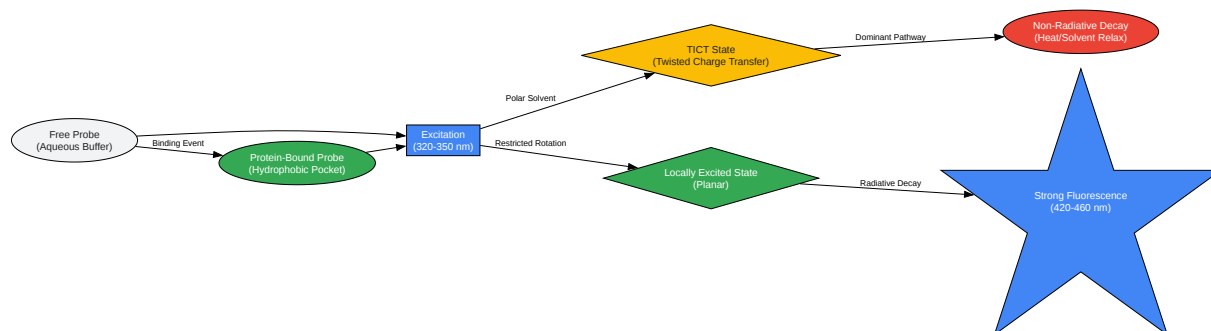 Free Probe
(Aqueous Buffer)
Binding Event
Protein-Bound Probe
(Hydrophobic Pocket)
Excitation
(320-350 nm)
Polar Solvent
Restricted Rotation
TICT State
(Twisted Charge Transfer)
Locally Excited State
(Planar)
Dominant Pathway
Radiative Decay
Non-Radiative Decay
(Heat/Solvent Relax)
Strong Fluorescence
(420-460 nm)